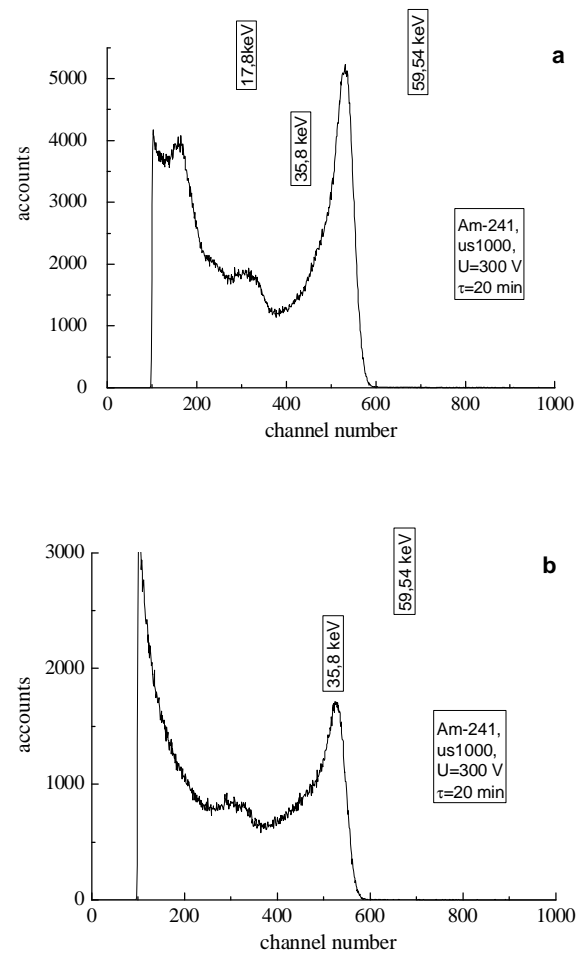 17,8keV
59,54 keV
a
35,8 keV
5000
4000
3000
2000
1000
0
accounts
Am-241,
us1000,
U=300 V
τ=20 min
0 200 400 600 800 1000
channel number
59,54 keV
b
35,8 keV
3000
2000
1000
0
accounts
Am-241,
us1000,
U=300 V
τ=20 min
0 200 400 600 800 1000
channel number